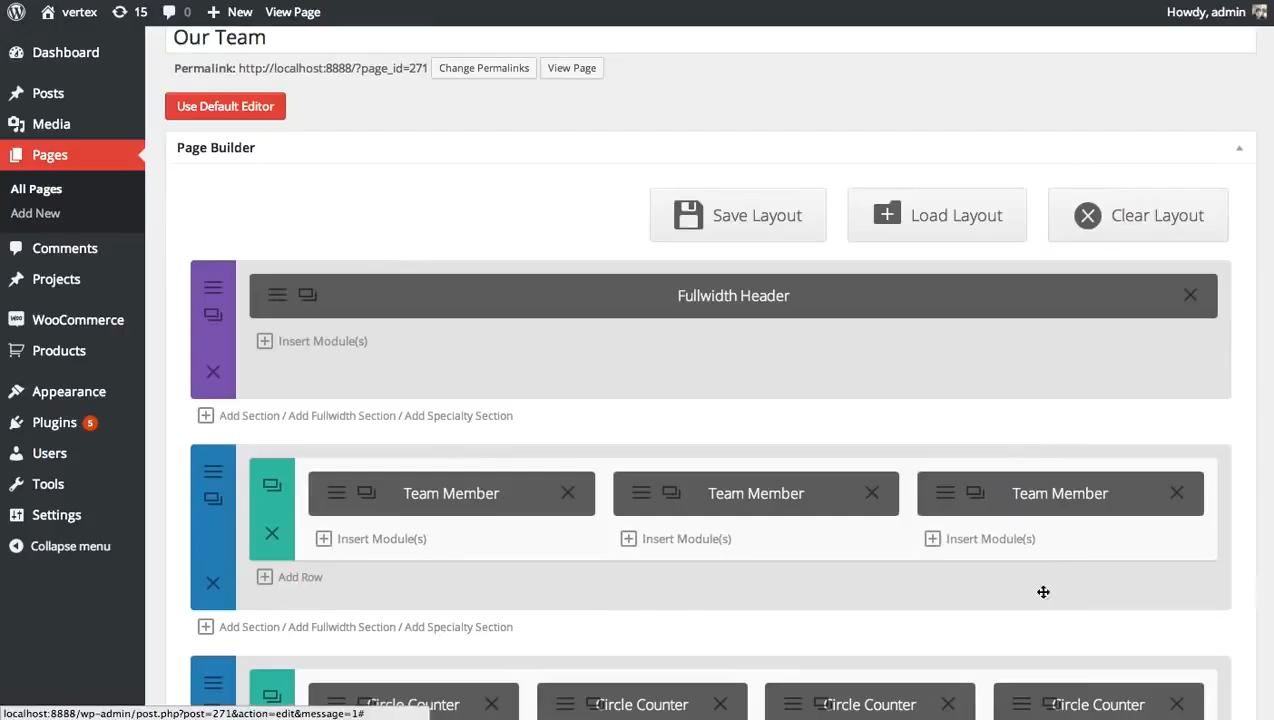 vertex 15 0 New View Page Howdy, admin
Dashboard
Posts
Media
Pages
All Pages
Add New
Comments
Projects
WooCommerce
Products
Appearance
Plugins 5
Users
Tools
Settings
Collapse menu
Our Team
Permalink: http://localhost:8888/?page_id=271 Change Permalinks View Page
Use Default Editor
Page Builder
Save Layout Load Layout Clear Layout
Fullwidth Header
Insert Module(s)
Add Section / Add Fullwidth Section / Add Specialty Section
Team Member Team Member Team Member
Insert Module(s) Insert Module(s) Insert Module(s)
Add Row
Add Section / Add Fullwidth Section / Add Specialty Section
Circle Counter Circle Counter Circle Counter Circle Counter
localhost:8888/wp-admin/post.php?post=271&action=edit&message=1#